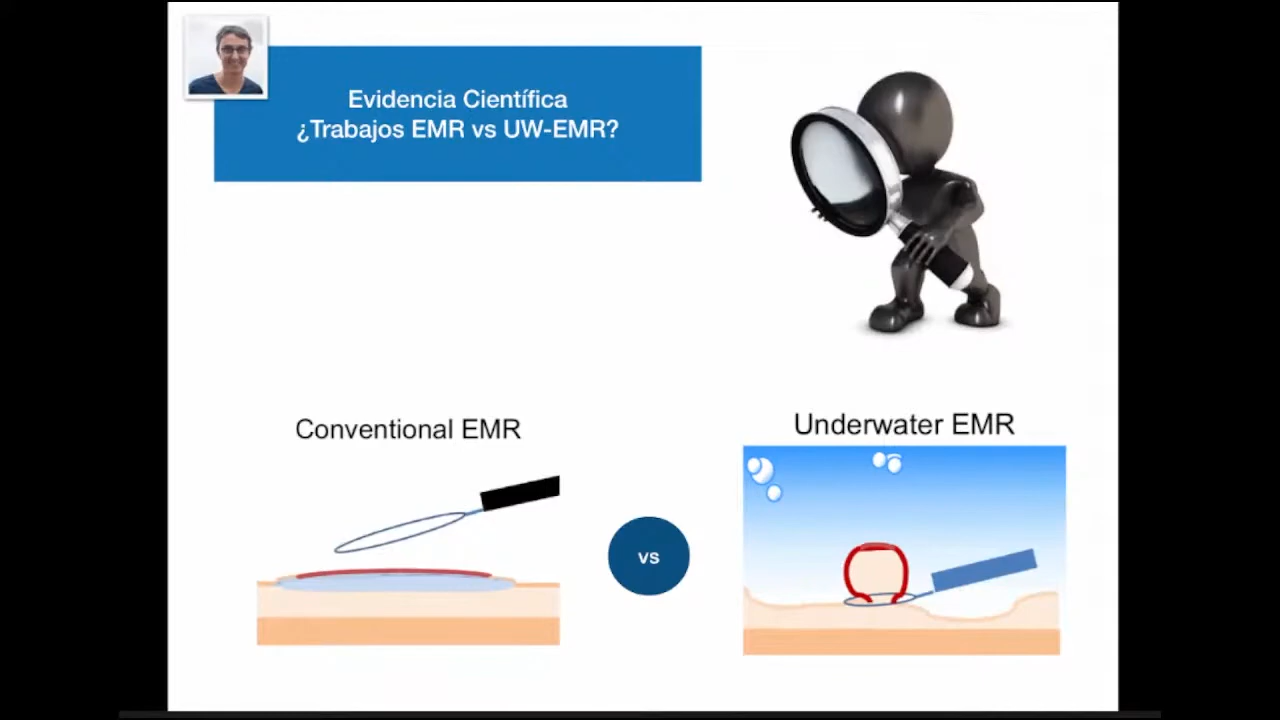 Evidencia Científica
¿Trabajos EMR vs UW-EMR?
Conventional EMR
vs
Underwater EMR